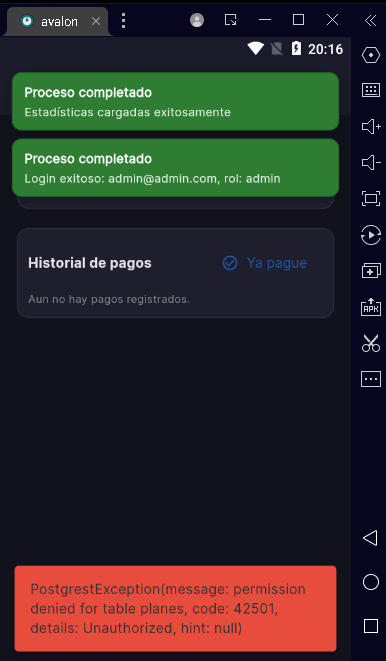 avalon
20:16
Proceso completado
Estadísticas cargadas exitosamente
Proceso completado
Login exitoso: admin@admin.com, rol: admin
Historial de pagos
Ya pague
Aun no hay pagos registrados.
PostgrestException(message: permission
denied for table planes, code: 42501,
details: Unauthorized, hint: null)
APK